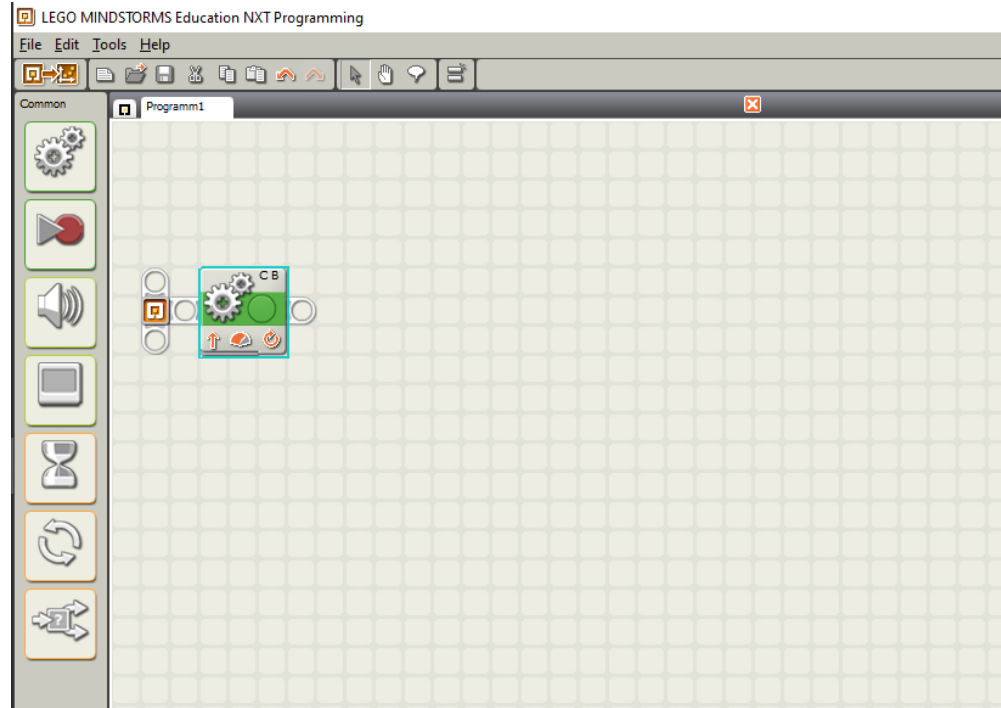 LEGO MINDSTORMS Education NXT Programming
File Edit Tools Help
Common
Programm1
C B